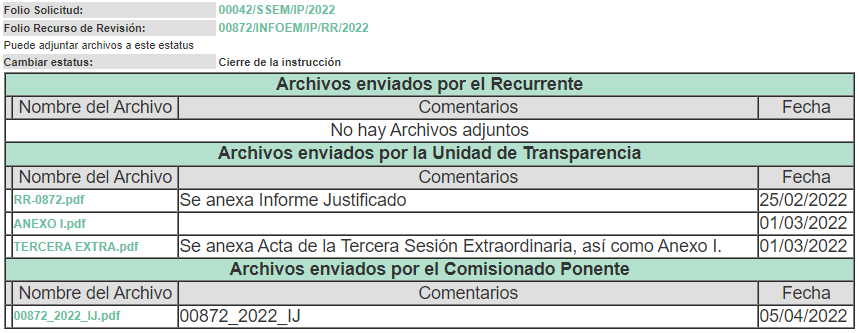 Folio Solicitud: 00042/SSEM/IP/2022
Folio Recurso de Revisión: 00872/INFOEM/IP/RR/2022
Puede adjuntar archivos a este estatus
Cambiar estatus: Cierre de la instrucción
Archivos enviados por el Recurrente
Nombre del Archivo Comentarios Fecha
No hay Archivos adjuntos
Archivos enviados por la Unidad de Transparencia
Nombre del Archivo Comentarios Fecha
RR-0872.pdf Se anexa Informe Justificado 25/02/2022
ANEXO I.pdf 01/03/2022
TERCERA EXTRA.pdf Se anexa Acta de la Tercera Sesión Extraordinaria, así como Anexo I. 01/03/2022
Archivos enviados por el Comisionado Ponente
Nombre del Archivo Comentarios Fecha
00872_2022_IJ.pdf 00872_2022_IJ 05/04/2022